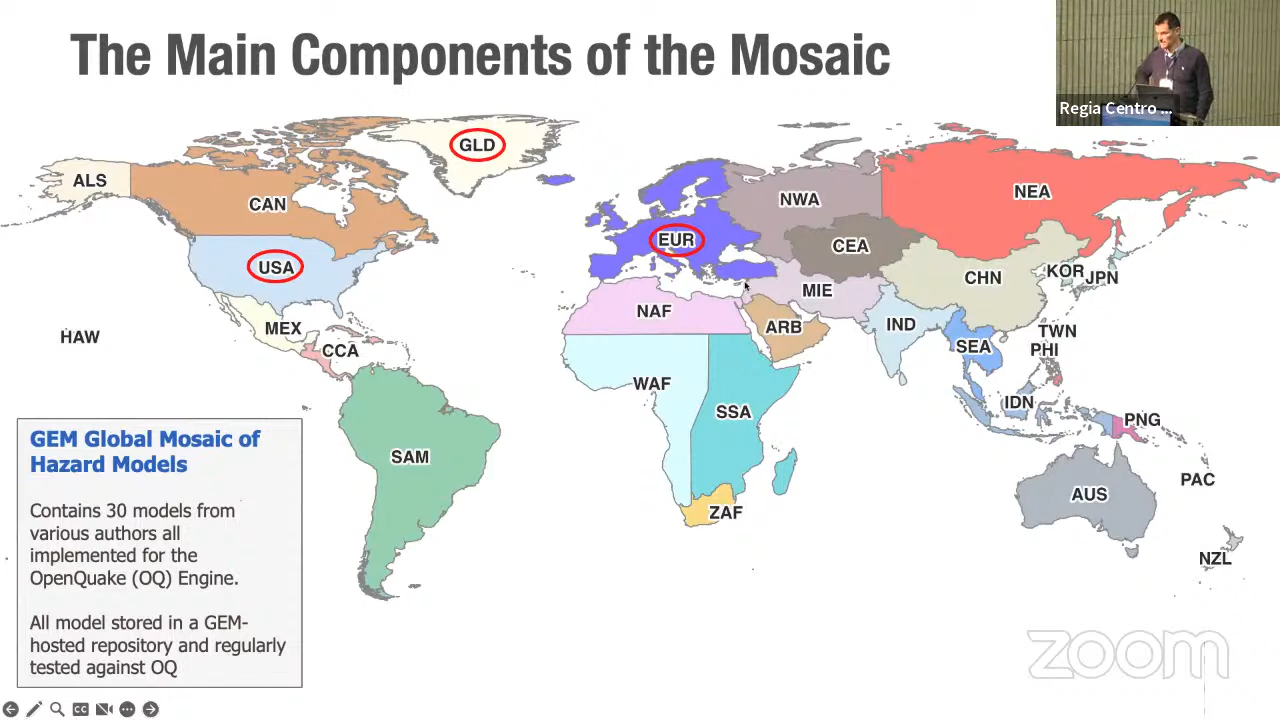 The Main Components of the Mosaic
Regia Centro ...
GLD
ALS
CAN
NWA
NEA
EUR
CEA
USA
CHN
KOR
JPN
MIE
NAF
ARB
IND
MEX
HAW
CCA
TWN
SEA
PHI
WAF
SSA
IDN
PNG
SAM
PAC
AUS
ZAF
NZL
GEM Global Mosaic of
Hazard Models
Contains 30 models from
various authors all
implemented for the
OpenQuake (OQ) Engine.
All model stored in a GEM-
hosted repository and regularly
tested against OQ
zoom
CC